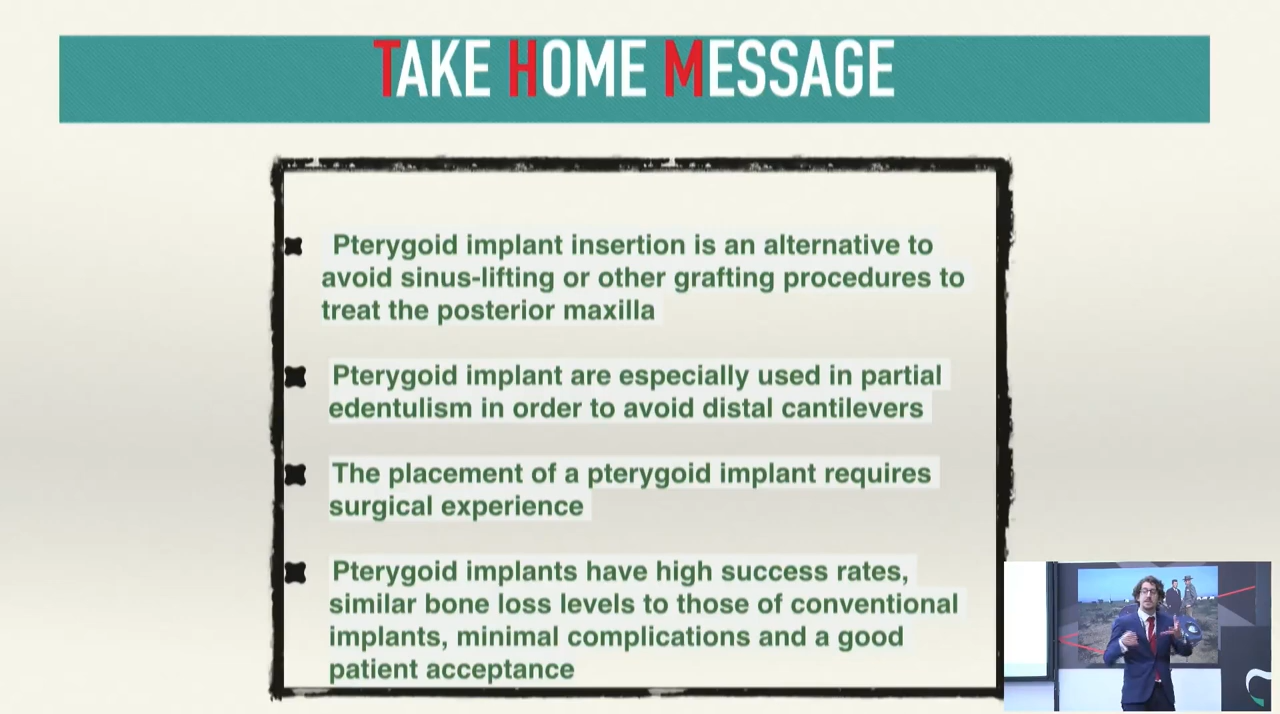 TAKE HOME MESSAGE
Pterygoid implant insertion is an alternative to
avoid sinus-lifting or other grafting procedures to
treat the posterior maxilla
Pterygoid implant are especially used in partial
edentulism in order to avoid distal cantilevers
The placement of a pterygoid implant requires
surgical experience
Pterygoid implants have high success rates,
similar bone loss levels to those of conventional
implants, minimal complications and a good
patient acceptance